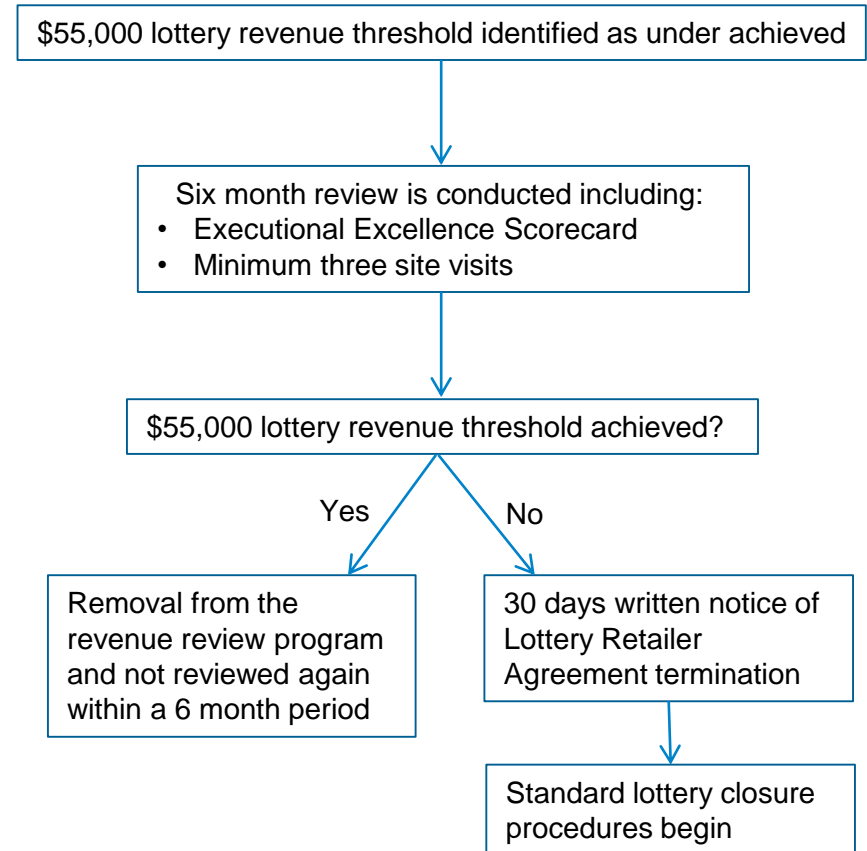 $55,000 lottery revenue threshold identified as under achieved
Six month review is conducted including:
• Executional Excellence Scorecard
• Minimum three site visits
$55,000 lottery revenue threshold achieved?
Yes
No
Removal from the
revenue review program
and not reviewed again
within a 6 month period
30 days written notice of
Lottery Retailer
Agreement termination
Standard lottery closure
procedures begin